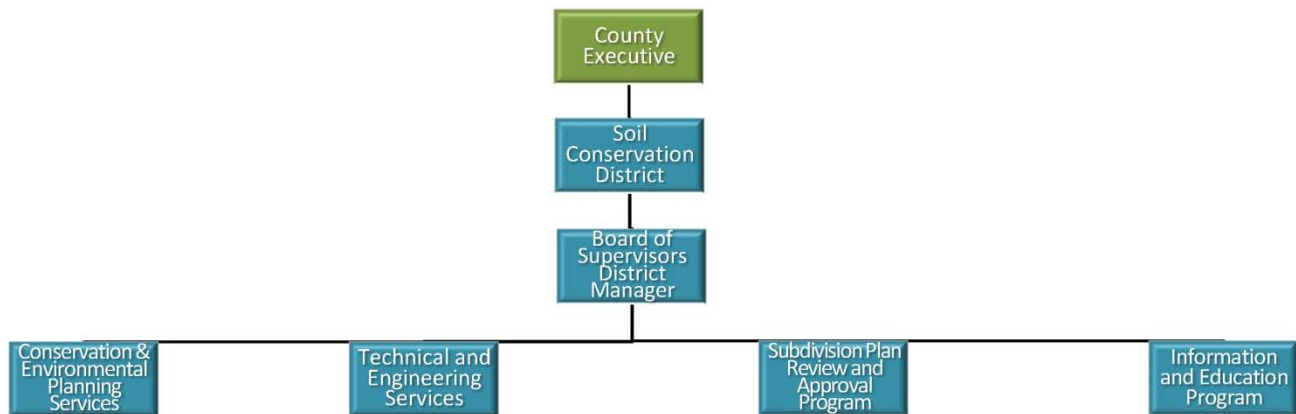 County
Executive
Soil
Conservation
District
Board of
Supervisors
District
Manager
Conservation &
Environmental
Planning
Services
Technical and
Engineering
Services
Subdivision Plan
Review and
Approval
Program
Information
and Education
Program